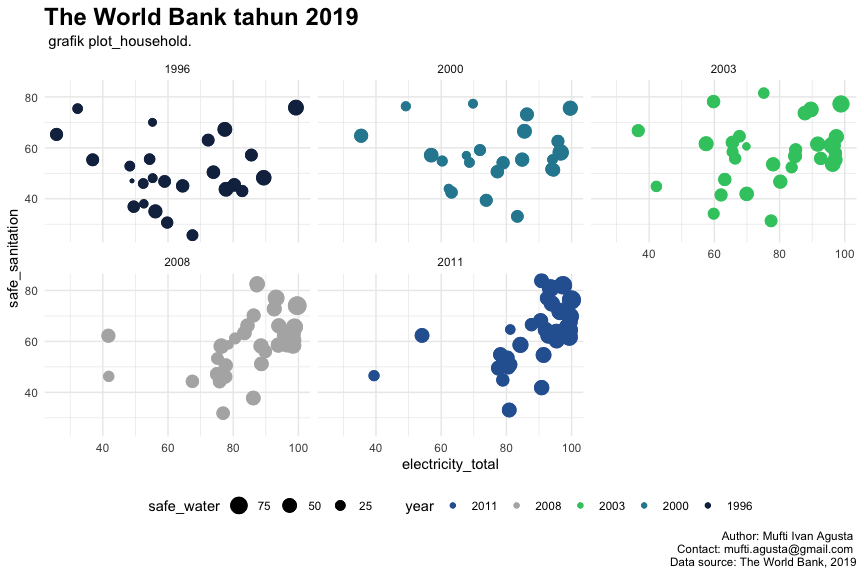 The World Bank tahun 2019
grafik plot_household.
1996
2000
2003
80
60
40
40
60
80
100
safe_sanitation
2008
2011
80
60
40
40
60
80
100
40
60
80
100
electricity_total
safe_water 75 50 25 year 2011 2008 2003 2000 1996
Author: Mufti Ivan Agusta
Contact: mufti.agusta@gmail.com
Data source: The World Bank, 2019